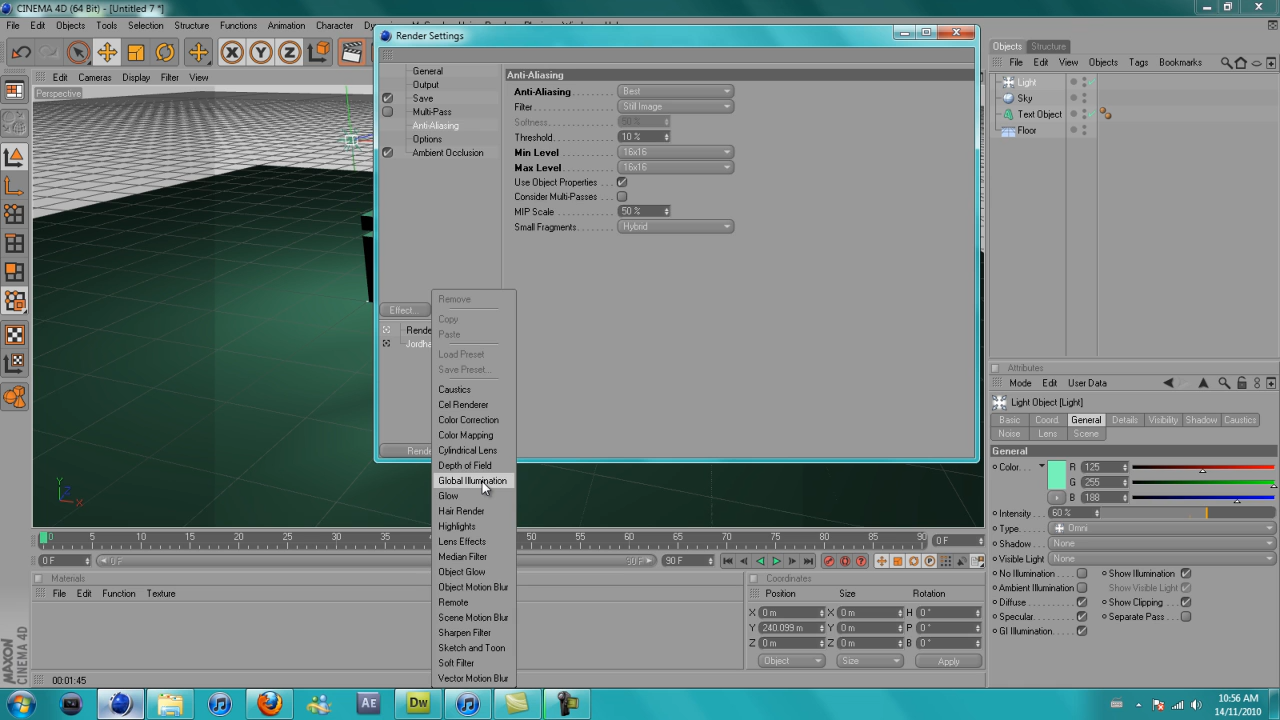 CINEMA 4D (64 Bit) - [Untitled 7 *]
File Edit Objects Tools Selection Structure Functions Animation Character
Render Settings
Objects Structure
File Edit View Objects Tags Bookmarks
Edit Cameras Display Filter View
Perspective
General
Output
Save
Multi-Pass
Anti-Aliasing
Options
Ambient Occlusion
Effect...
Rende
Jordha
Rende
Anti-Aliasing
Anti-Aliasing Best
Filter Still Image
Softness 50 %
Threshold 10 %
Min Level 16x16
Max Level 16x16
Use Object Properties
Consider Multi-Passes
MIP Scale 50 %
Small Fragments Hybrid
Remove
Copy
Paste
Load Preset
Save Preset...
Caustics
Cel Renderer
Color Correction
Color Mapping
Cylindrical Lens
Depth of Field
Global Illumination
Glow
Hair Render
Highlights
Lens Effects
Median Filter
Object Glow
Object Motion Blur
Remote
Scene Motion Blur
Sharpen Filter
Sketch and Toon
Soft Filter
Vector Motion Blur
Light
Sky
Text Object
Floor
Attributes
Mode Edit User Data
Light Object [Light]
Basic Coord. General Details Visibility Shadow Caustics
Noise Lens Scene
General
Color R 125
G 255
B 188
Intensity 60 %
Type Omni
Shadow None
Visible Light None
No Illumination Show Illumination
Ambient Illumination Show Visible Light
Diffuse Show Clipping
Specular Separate Pass
GI Illumination
Y
Z X
0 5 10 15 20 25 30 50 55 60 65 70 75 80 85 90 0 F
0 F 0 F 90 F 90 F
Materials
File Edit Function Texture
Coordinates
Position Size Rotation
X 0 m X 0 m H 0 °
Y 240.099 m Y 0 m P 0 °
Z 0 m Z 0 m B 0 °
Object Size Apply
MAXON
CINEMA 4D
00:01:45
Ae
Dw
10:56 AM
14/11/2010